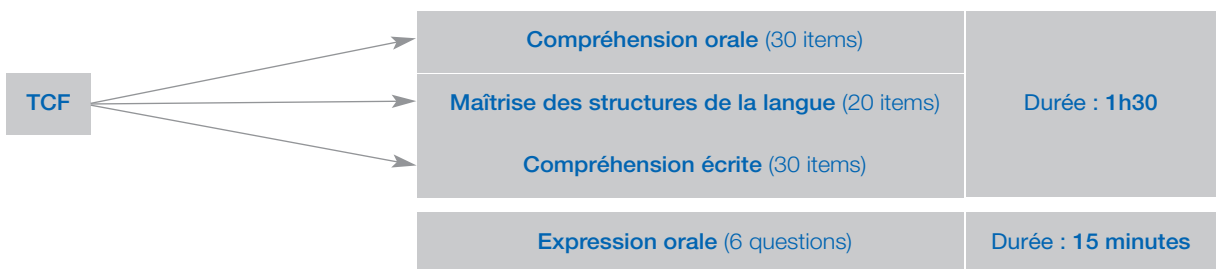 TCF
Compréhension orale (30 items)
Maîtrise des structures de la langue (20 items)
Compréhension écrite (30 items)
Durée : 1h30
Expression orale (6 questions)
Durée : 15 minutes